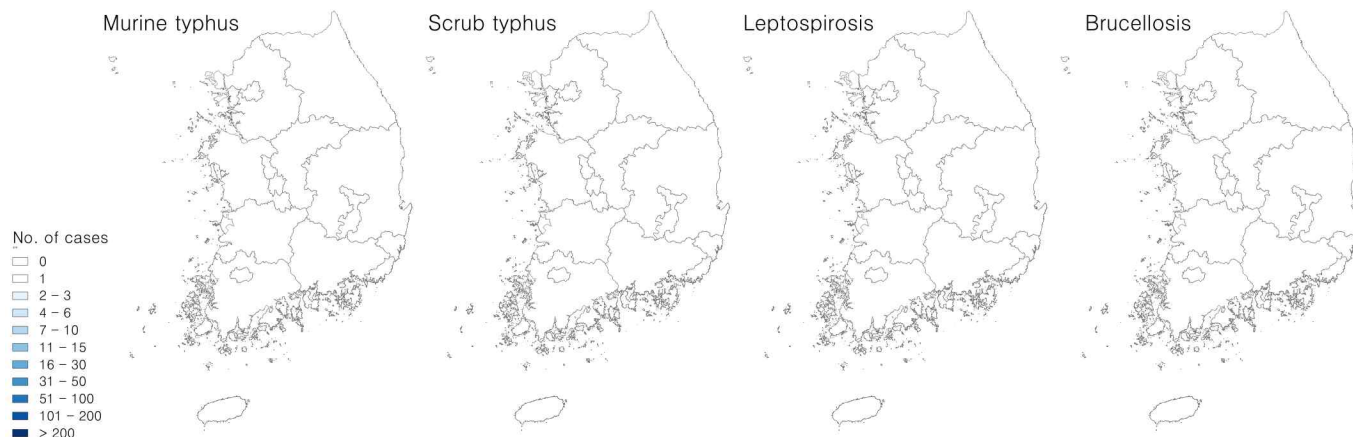 Murine typhus
Scrub typhus
Leptospirosis
Brucellosis
No. of cases
0
1
2 – 3
4 – 6
7 – 10
11 – 15
16 – 30
31 – 50
51 – 100
101 – 200
> 200